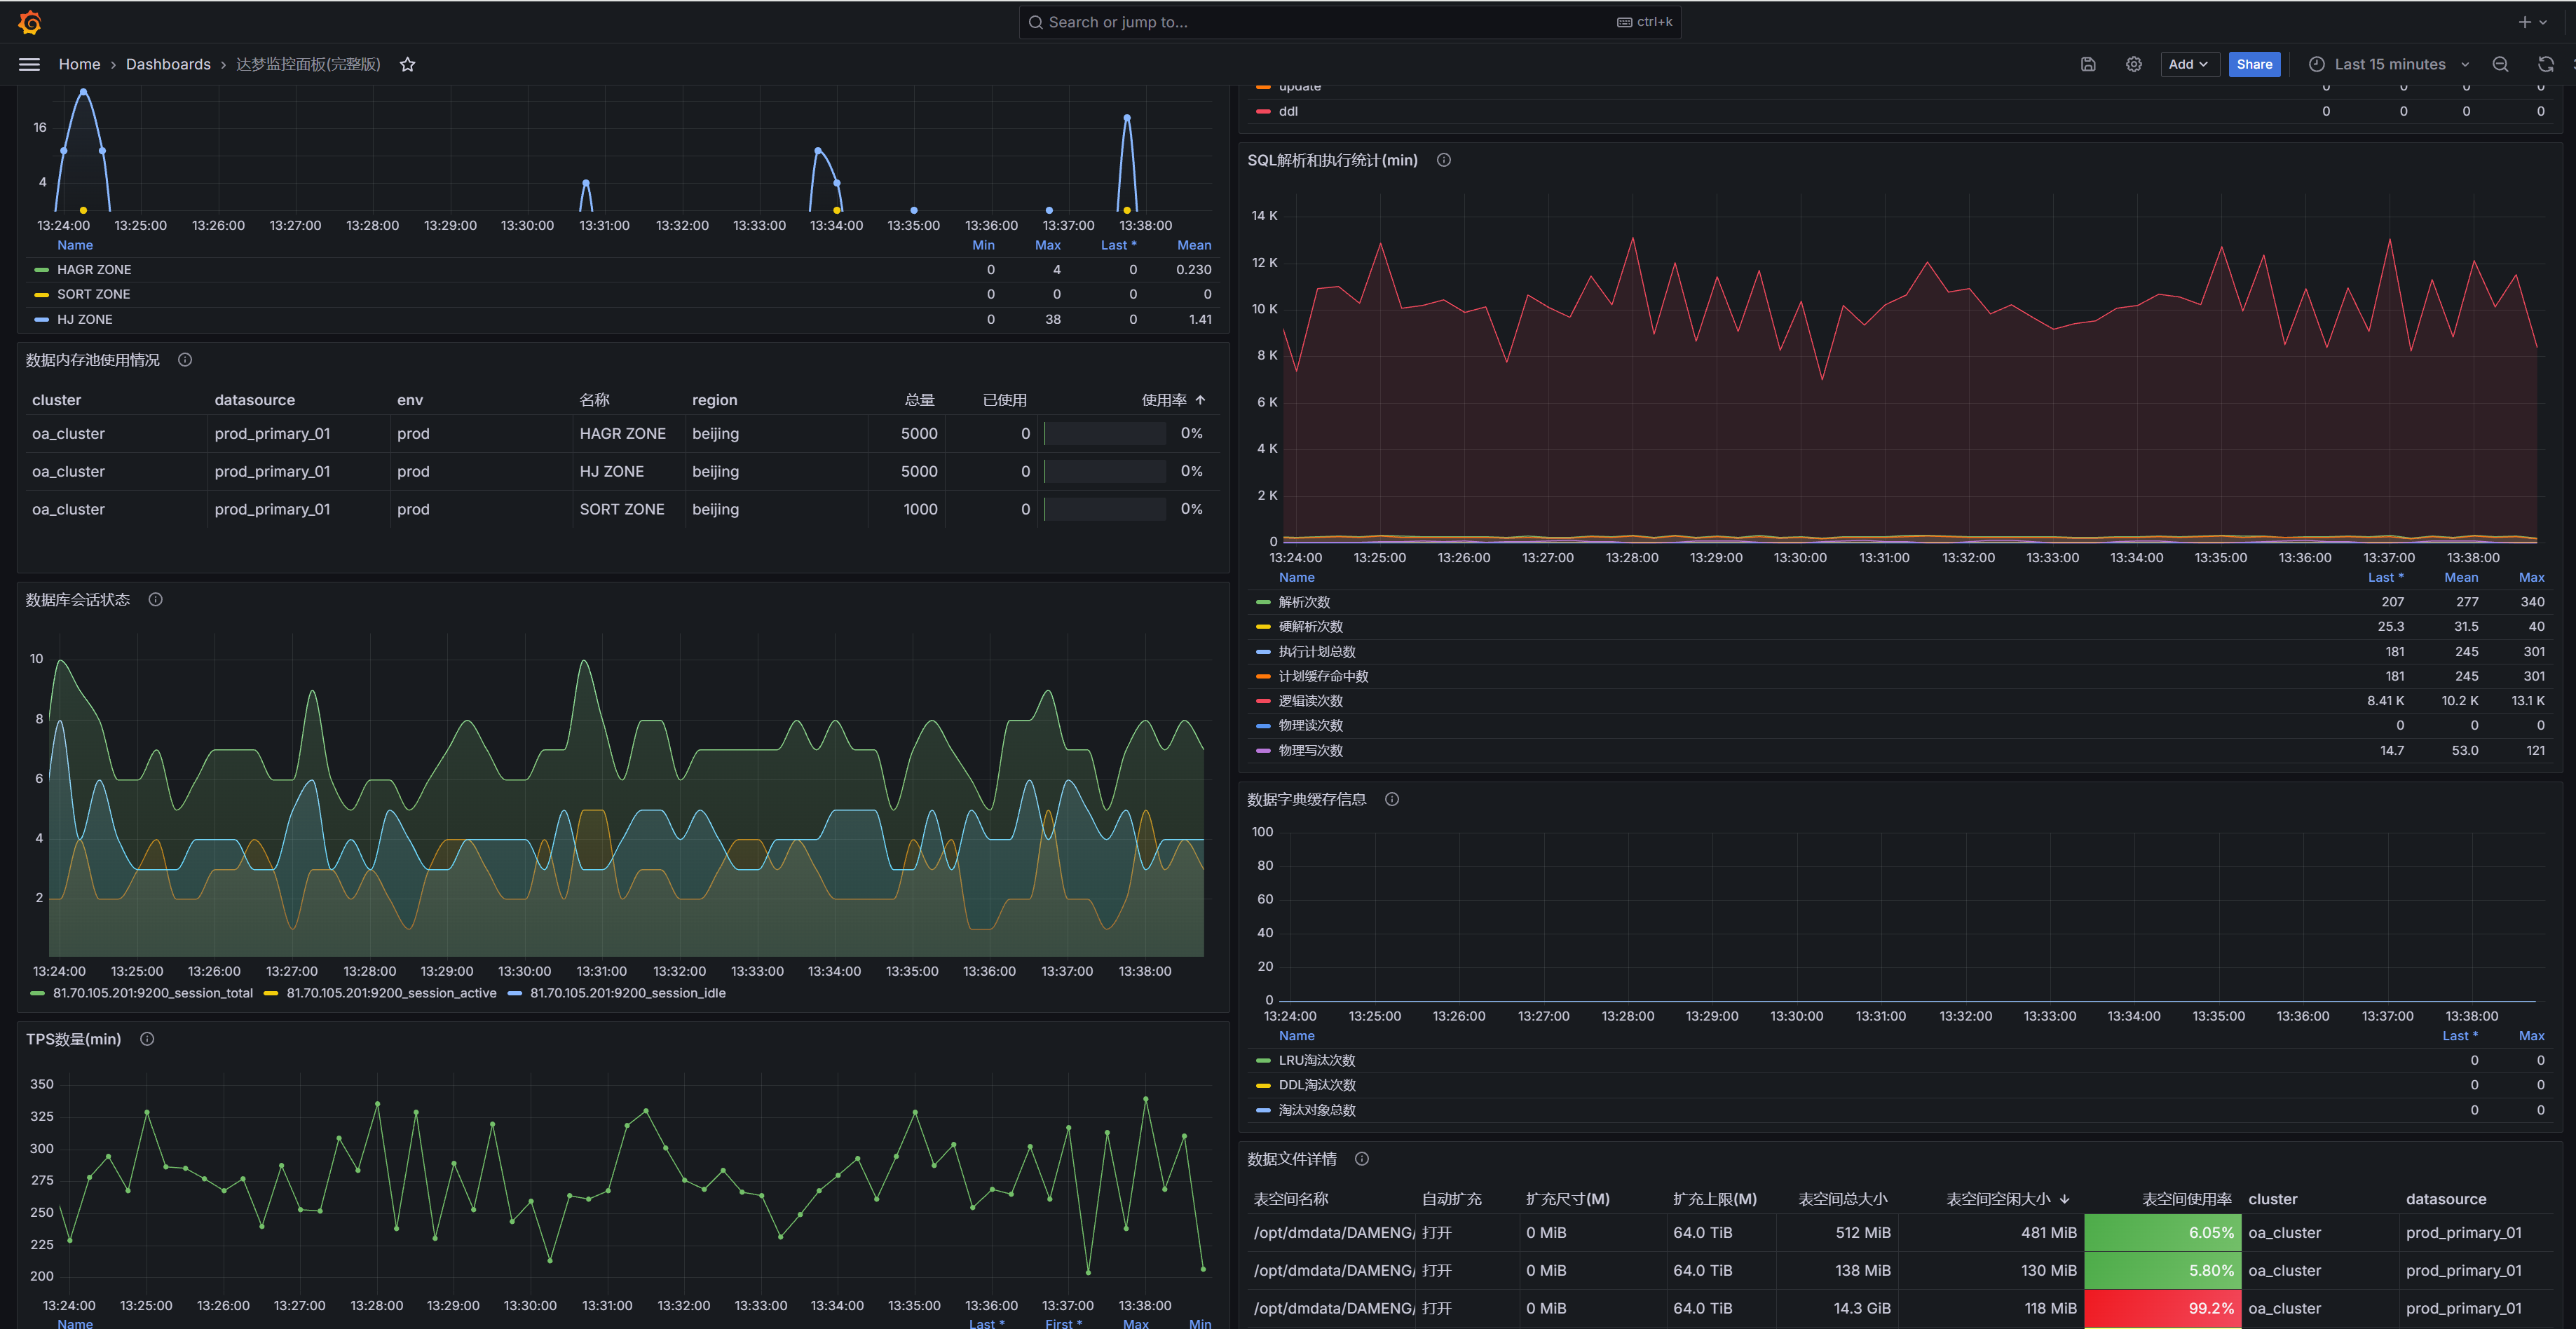 Search or jump to...
ctrl+k
Home › Dashboards › 达梦监控面板(完整版)
Add
Share
Last 15 minutes
16
4
13:24:00 13:25:00 13:26:00 13:27:00 13:28:00 13:29:00 13:30:00 13:31:00 13:32:00 13:33:00 13:34:00 13:35:00 13:36:00 13:37:00 13:38:00
Name Min Max Last * Mean
HAGR ZONE 0 4 0 0.230
SORT ZONE 0 0 0 0
HJ ZONE 0 38 0 1.41
数据内存池使用情况
cluster datasource env 名称 region 总量 已使用 使用率
oa_cluster prod_primary_01 prod HAGR ZONE beijing 5000 0 0%
oa_cluster prod_primary_01 prod HJ ZONE beijing 5000 0 0%
oa_cluster prod_primary_01 prod SORT ZONE beijing 1000 0 0%
数据库会话状态
10
8
6
4
2
13:24:00 13:25:00 13:26:00 13:27:00 13:28:00 13:29:00 13:30:00 13:31:00 13:32:00 13:33:00 13:34:00 13:35:00 13:36:00 13:37:00 13:38:00
81.70.105.201:9200_session_total 81.70.105.201:9200_session_active 81.70.105.201:9200_session_idle
TPS数量(min)
350
325
300
275
250
225
200
13:24:00 13:25:00 13:26:00 13:27:00 13:28:00 13:29:00 13:30:00 13:31:00 13:32:00 13:33:00 13:34:00 13:35:00 13:36:00 13:37:00 13:38:00
Name Last * First * Max Min
update 0 0 0 0
ddl 0 0 0 0
SQL解析和执行统计(min)
14 K
12 K
10 K
8 K
6 K
4 K
2 K
0
13:24:00 13:25:00 13:26:00 13:27:00 13:28:00 13:29:00 13:30:00 13:31:00 13:32:00 13:33:00 13:34:00 13:35:00 13:36:00 13:37:00 13:38:00
Name Last * Mean Max
解析次数 207 277 340
硬解析次数 25.3 31.5 40
执行计划总数 181 245 301
计划缓存命中数 181 245 301
逻辑读次数 8.41 K 10.2 K 13.1 K
物理读次数 0 0 0
物理写次数 14.7 53.0 121
数据字典缓存信息
100
80
60
40
20
0
13:24:00 13:25:00 13:26:00 13:27:00 13:28:00 13:29:00 13:30:00 13:31:00 13:32:00 13:33:00 13:34:00 13:35:00 13:36:00 13:37:00 13:38:00
Name Last * Max
LRU淘汰次数 0 0
DDL淘汰次数 0 0
淘汰对象总数 0 0
数据文件详情
表空间名称 自动扩充 扩充尺寸(M) 扩充上限(M) 表空间总大小 表空间空闲大小 表空间使用率 cluster datasource
/opt/dmdata/DAMENG/ 打开 0 MiB 64.0 TiB 512 MiB 481 MiB 6.05% oa_cluster prod_primary_01
/opt/dmdata/DAMENG/ 打开 0 MiB 64.0 TiB 138 MiB 130 MiB 5.80% oa_cluster prod_primary_01
/opt/dmdata/DAMENG/ 打开 0 MiB 64.0 TiB 14.3 GiB 118 MiB 99.2% oa_cluster prod_primary_01